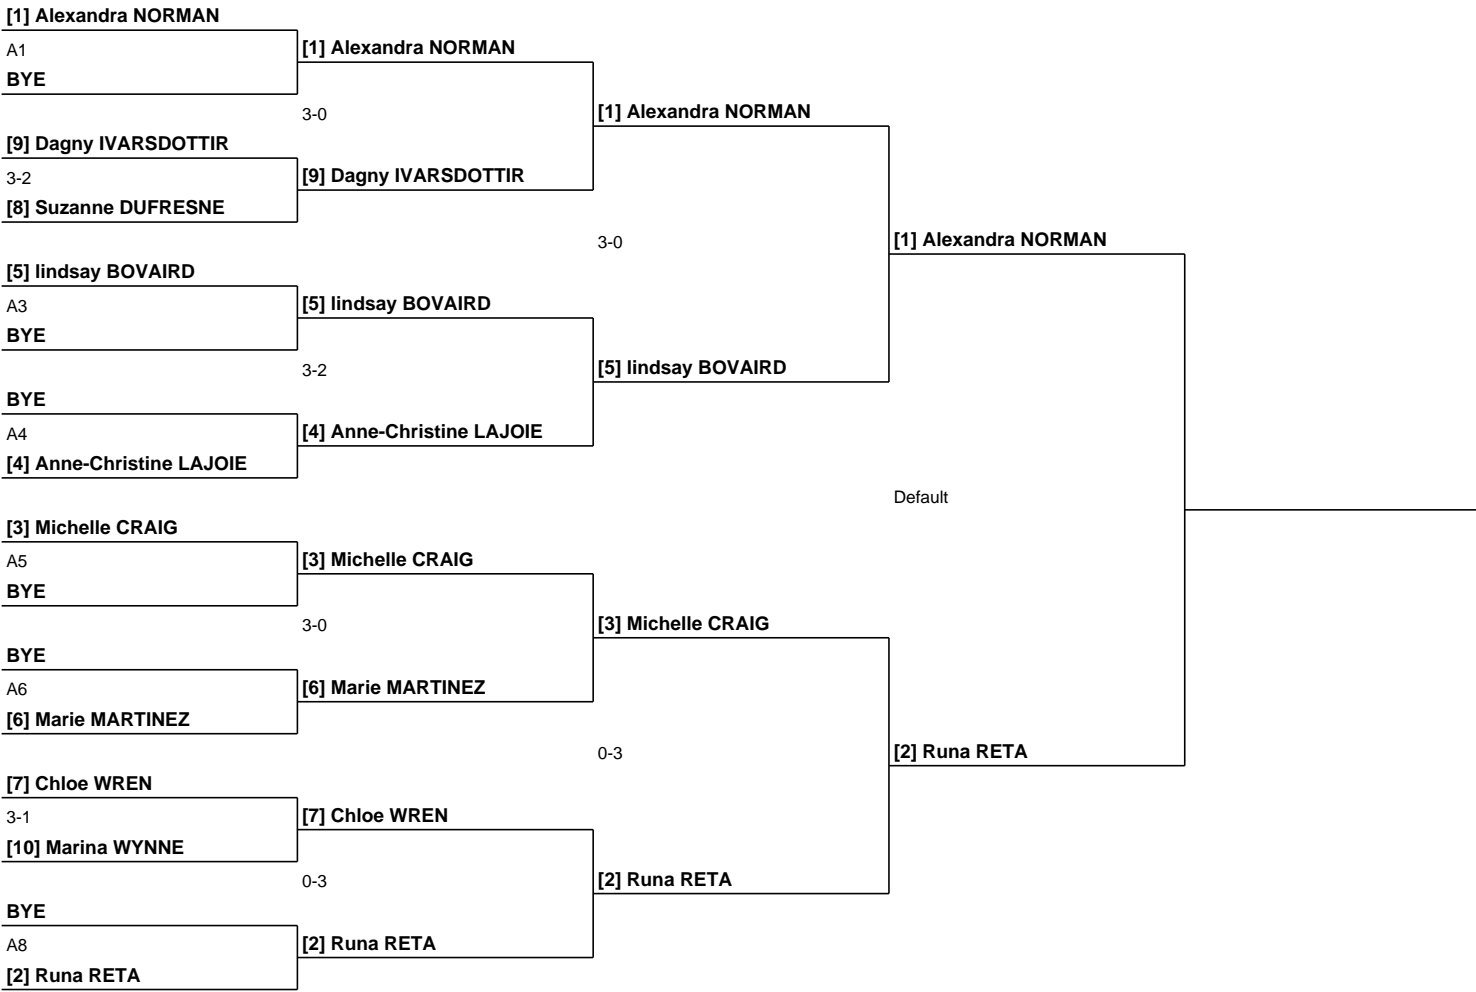 [1] Alexandra NORMAN
A1
[1] Alexandra NORMAN
BYE
3-0
[1] Alexandra NORMAN
[9] Dagny IVARSDOTTIR
3-2
[9] Dagny IVARSDOTTIR
[8] Suzanne DUFRESNE
3-0
[1] Alexandra NORMAN
[5] lindsay BOVAIRD
A3
[5] lindsay BOVAIRD
BYE
3-2
[5] lindsay BOVAIRD
BYE
A4
[4] Anne-Christine LAJOIE
[4] Anne-Christine LAJOIE
Default
[3] Michelle CRAIG
A5
[3] Michelle CRAIG
BYE
3-0
[3] Michelle CRAIG
BYE
A6
[6] Marie MARTINEZ
[6] Marie MARTINEZ
0-3
[2] Runa RETA
[7] Chloe WREN
3-1
[7] Chloe WREN
[10] Marina WYNNE
0-3
[2] Runa RETA
BYE
A8
[2] Runa RETA
[2] Runa RETA